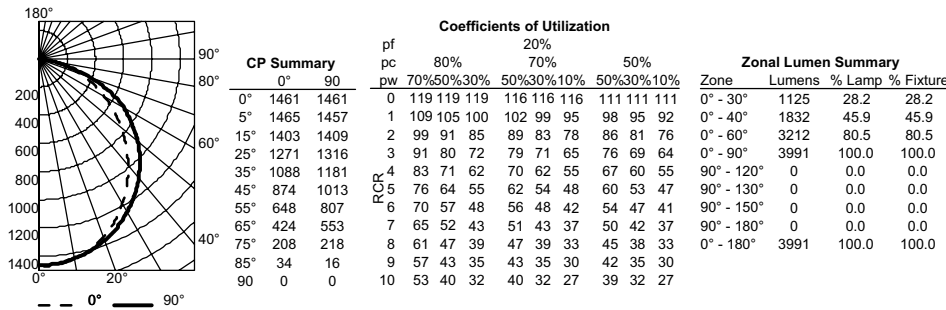 180°
90°
80°
200
400
600
60°
800
1000
1200
40°
1400
0° 20°
0° 90°
CP Summary
0° 90
0° 1461 1461
5° 1465 1457
15° 1403 1409
25° 1271 1316
35° 1088 1181
45° 874 1013
55° 648 807
65° 424 553
75° 208 218
85° 34 16
90 0 0
Coefficients of Utilization
pf 20%
pc 80% 70% 50%
pw 70%50%30% 50%30%10% 50%30%10%
RCR
0 119 119 119 116 116 116 111 111 111
1 109 105 100 102 99 95 98 95 92
2 99 91 85 89 83 78 86 81 76
3 91 80 72 79 71 65 76 69 64
4 83 71 62 70 62 55 67 60 55
5 76 64 55 62 54 48 60 53 47
6 70 57 48 56 48 42 54 47 41
7 65 52 43 51 43 37 50 42 37
8 61 47 39 47 39 33 45 38 33
9 57 43 35 43 35 30 42 35 30
10 53 40 32 40 32 27 39 32 27
Zonal Lumen Summary
Zone Lumens % Lamp % Fixture
0° - 30° 1125 28.2 28.2
0° - 40° 1832 45.9 45.9
0° - 60° 3212 80.5 80.5
0° - 90° 3991 100.0 100.0
90° - 120° 0 0.0 0.0
90° - 130° 0 0.0 0.0
90° - 150° 0 0.0 0.0
90° - 180° 0 0.0 0.0
0° - 180° 3991 100.0 100.0